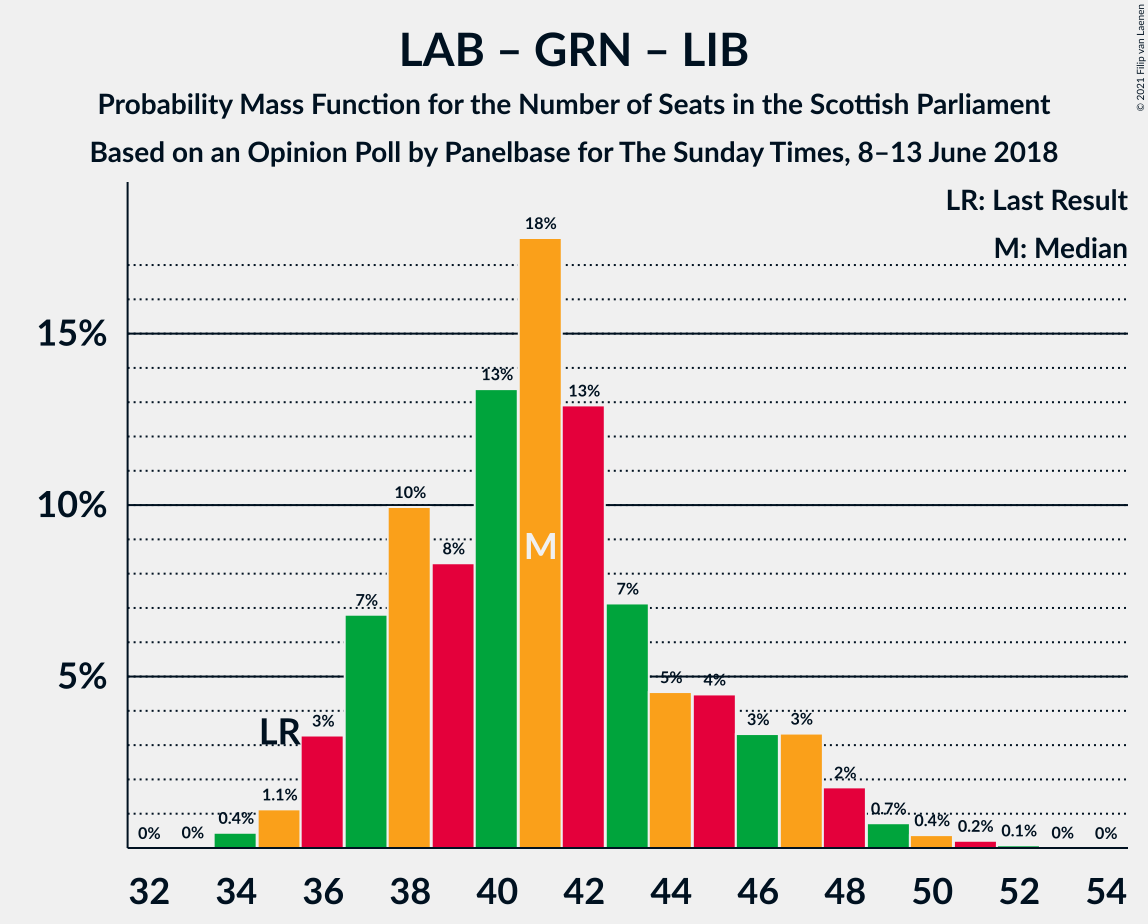 © 2021 Filip van Laenen
LAB – GRN – LIB
Probability Mass Function for the Number of Seats in the Scottish Parliament
Based on an Opinion Poll by Panelbase for The Sunday Times, 8–13 June 2018
LR: Last Result
M: Median
15%
10%
5%
0% 0% 0.4% 1.1% 3% 7% 10% 8% 13% 18% 13% 7% 5% 4% 3% 3% 2% 0.7% 0.4% 0.2% 0.1% 0% 0%
LR
M
32 34 36 38 40 42 44 46 48 50 52 54